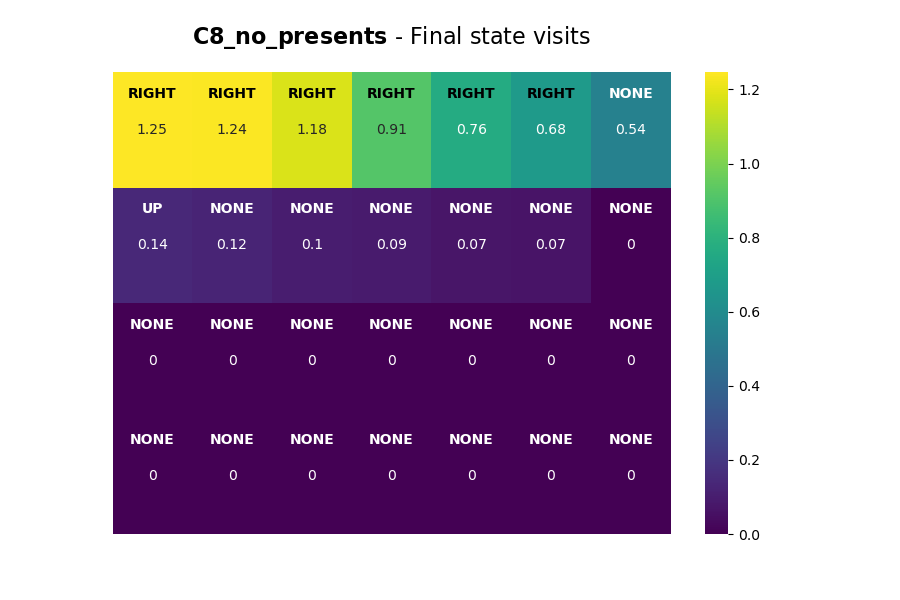 C8_no_presents - Final state visits
RIGHT RIGHT RIGHT RIGHT RIGHT RIGHT NONE
1.25 1.24 1.18 0.91 0.76 0.68 0.54
UP NONE NONE NONE NONE NONE NONE
0.14 0.12 0.1 0.09 0.07 0.07 0
NONE NONE NONE NONE NONE NONE NONE
0 0 0 0 0 0 0
NONE NONE NONE NONE NONE NONE NONE
0 0 0 0 0 0 0
1.2
1.0
0.8
0.6
0.4
0.2
0.0